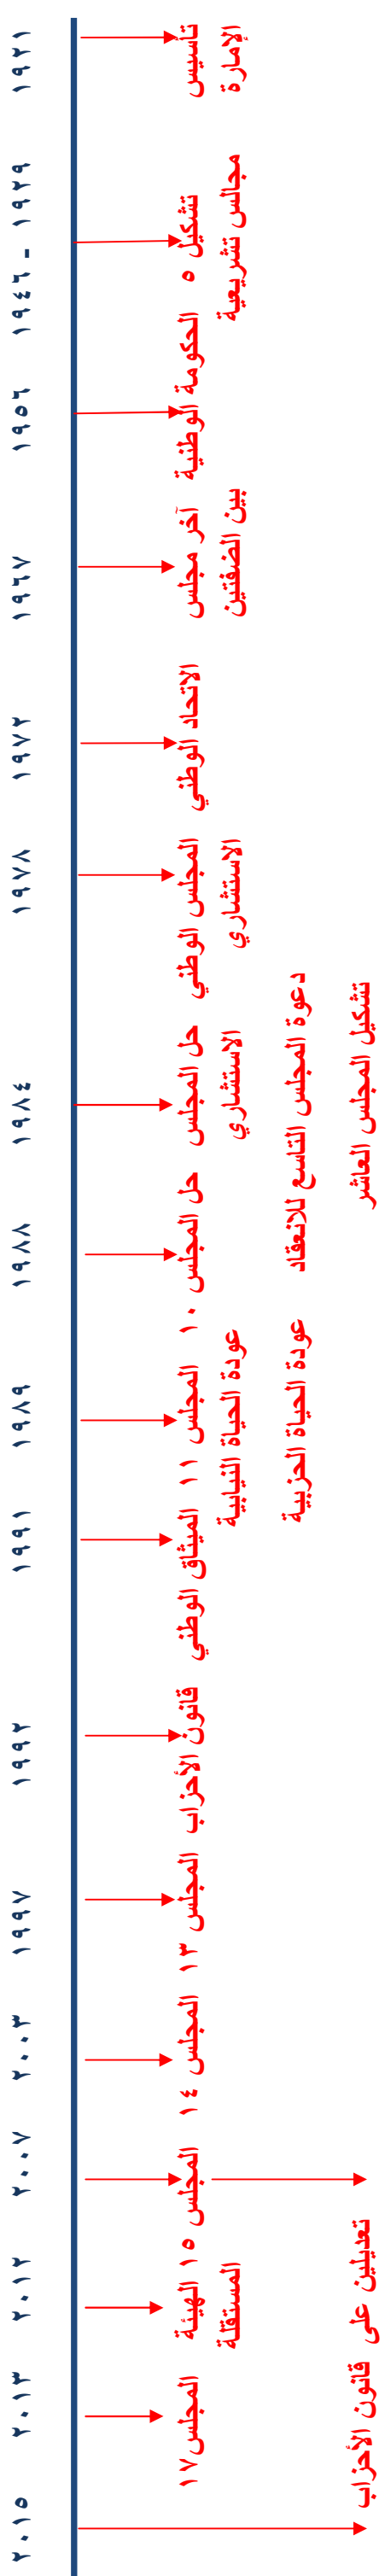 ١٩٢١
تأسيس
الإمارة
١٩٢٩ - ١٩٤٦
تشكيل ٥
مجالس تشريعية
١٩٥٦
الحكومة الوطنية
١٩٦٧
آخر مجلس
بين الضفتين
١٩٧٢
الاتحاد الوطني
١٩٧٨
المجلس الوطني
الاستشاري
١٩٨٤
حل المجلس
الاستشاري
دعوة المجلس التاسع للانعقاد
تشكيل المجلس العاشر
١٩٨٨
حل المجلس ١٠
١٩٨٩
المجلس ١١
عودة الحياة النيابية
عودة الحياة الحزبية
١٩٩١
الميثاق الوطني
١٩٩٢
قانون الأحزاب
١٩٩٧
المجلس ١٣
٢٠٠٣
المجلس ١٤
٢٠٠٧
المجلس ١٥
تعديلين على قانون الأحزاب
٢٠١٢
الهيئة
المستقلة
٢٠١٣
المجلس١٧
٢٠١٥